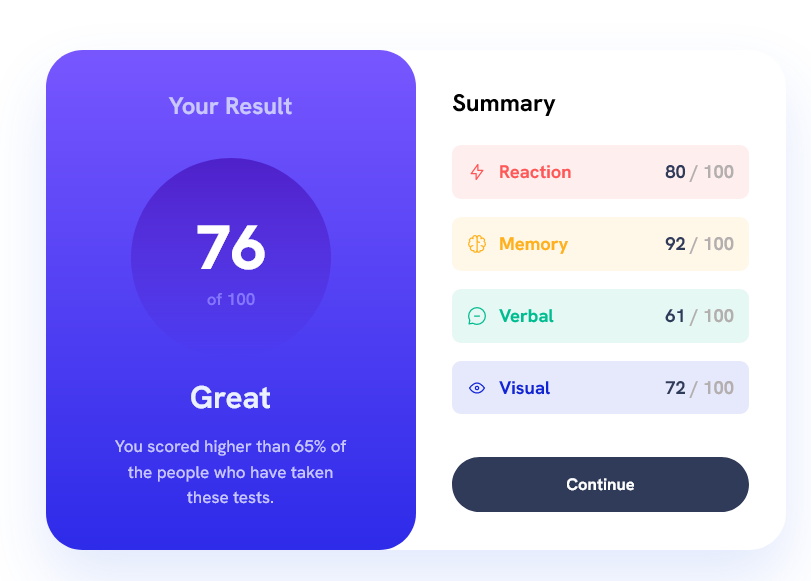 Your Result
76
of 100
Great
You scored higher than 65% of
the people who have taken
these tests.
Summary
Reaction 80 / 100
Memory 92 / 100
Verbal 61 / 100
Visual 72 / 100
Continue